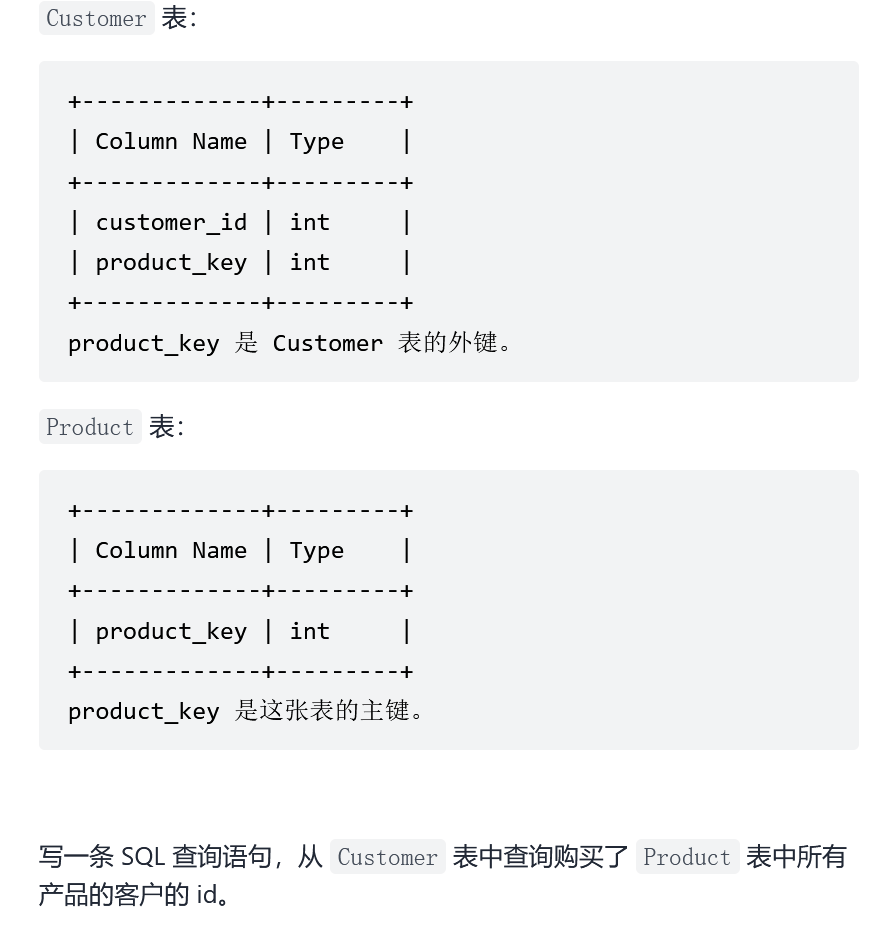 Customer 表：
+-------------+---------+
| Column Name | Type    |
+-------------+---------+
| customer_id | int     |
| product_key | int     |
+-------------+---------+
product_key 是 Customer 表的外键。
Product 表：
+-------------+---------+
| Column Name | Type    |
+-------------+---------+
| product_key | int     |
+-------------+---------+
product_key 是这张表的主键。
写一条 SQL 查询语句，从 Customer 表中查询购买了 Product 表中所有
产品的客户的 id。